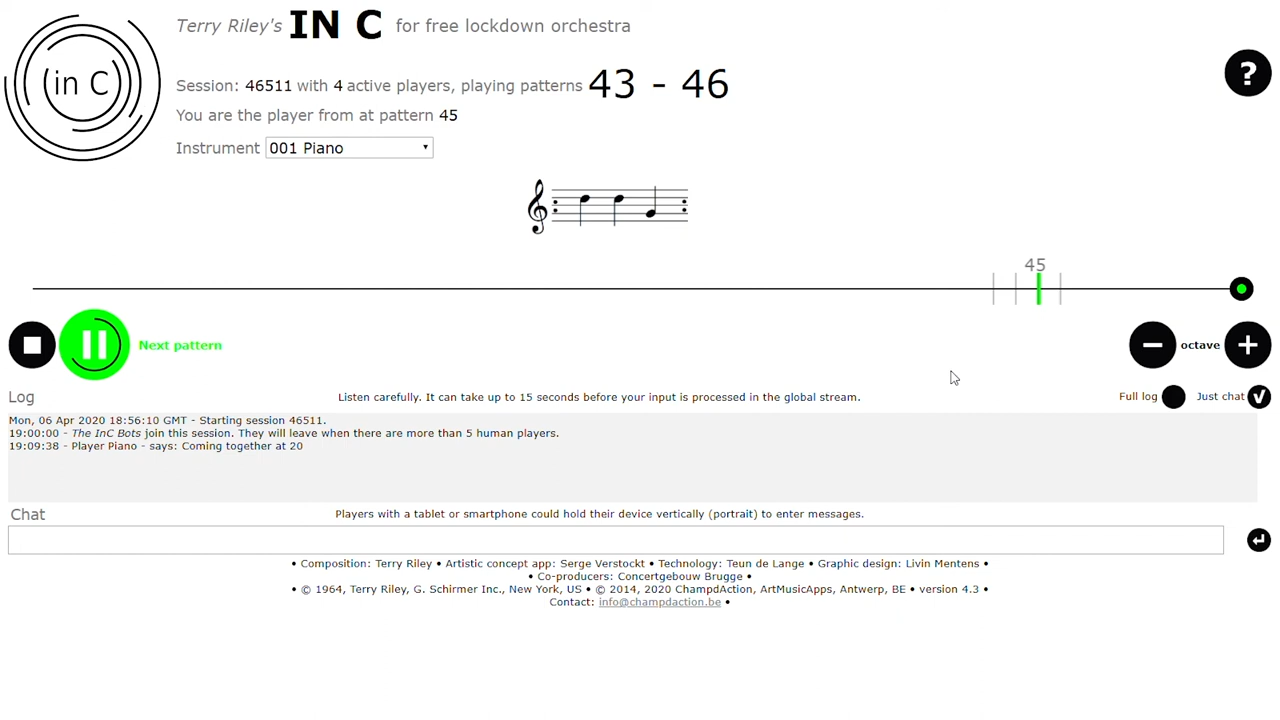 in C
Terry Riley's IN C for free lockdown orchestra
?
Session: 46511 with 4 active players, playing patterns 43 - 46
You are the player from at pattern 45
Instrument 001 Piano
45
Next pattern
octave
Log
Listen carefully. It can take up to 15 seconds before your input is processed in the global stream.
Full log
Just chat
Mon, 06 Apr 2020 18:56:10 GMT - Starting session 46511.
19:00:00 - The InC Bots join this session. They will leave when there are more than 5 human players.
19:09:38 - Player Piano - says: Coming together at 20
Chat
Players with a tablet or smartphone could hold their device vertically (portrait) to enter messages.
• Composition: Terry Riley • Artistic concept app: Serge Verstockt • Technology: Teun de Lange • Graphic design: Livin Mentens •
• Co-producers: Concertgebouw Brugge •
• © 1964, Terry Riley, G. Schirmer Inc., New York, US • © 2014, 2020 ChampdAction, ArtMusicApps, Antwerp, BE • version 4.3 •
Contact: info@champdaction.be •